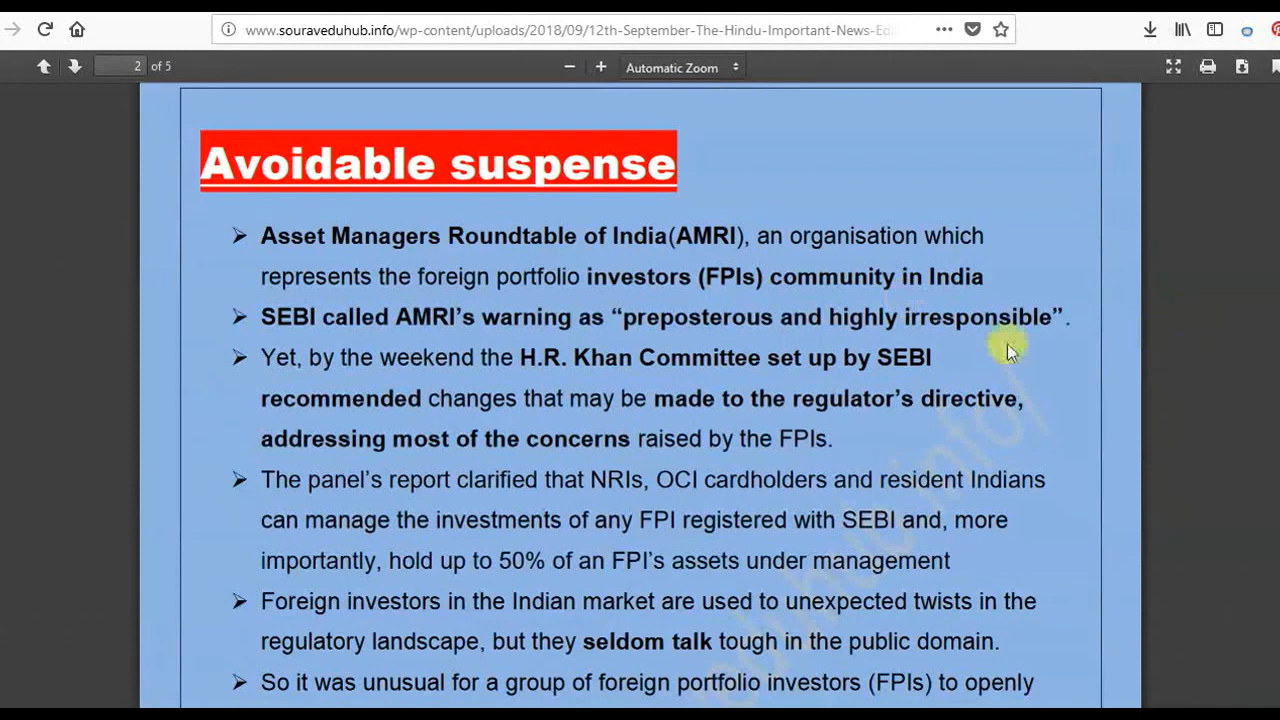 www.souraveduhub.info/wp-content/uploads/2018/09/12th-September-The-Hindu-Important-News-Edi
2 of 5
Automatic Zoom
Avoidable suspense
➢ Asset Managers Roundtable of India(AMRI), an organisation which
represents the foreign portfolio investors (FPIs) community in India
➢ SEBI called AMRI’s warning as “preposterous and highly irresponsible”.
➢ Yet, by the weekend the H.R. Khan Committee set up by SEBI
recommended changes that may be made to the regulator’s directive,
addressing most of the concerns raised by the FPIs.
➢ The panel’s report clarified that NRIs, OCI cardholders and resident Indians
can manage the investments of any FPI registered with SEBI and, more
importantly, hold up to 50% of an FPI’s assets under management
➢ Foreign investors in the Indian market are used to unexpected twists in the
regulatory landscape, but they seldom talk tough in the public domain.
➢ So it was unusual for a group of foreign portfolio investors (FPIs) to openly